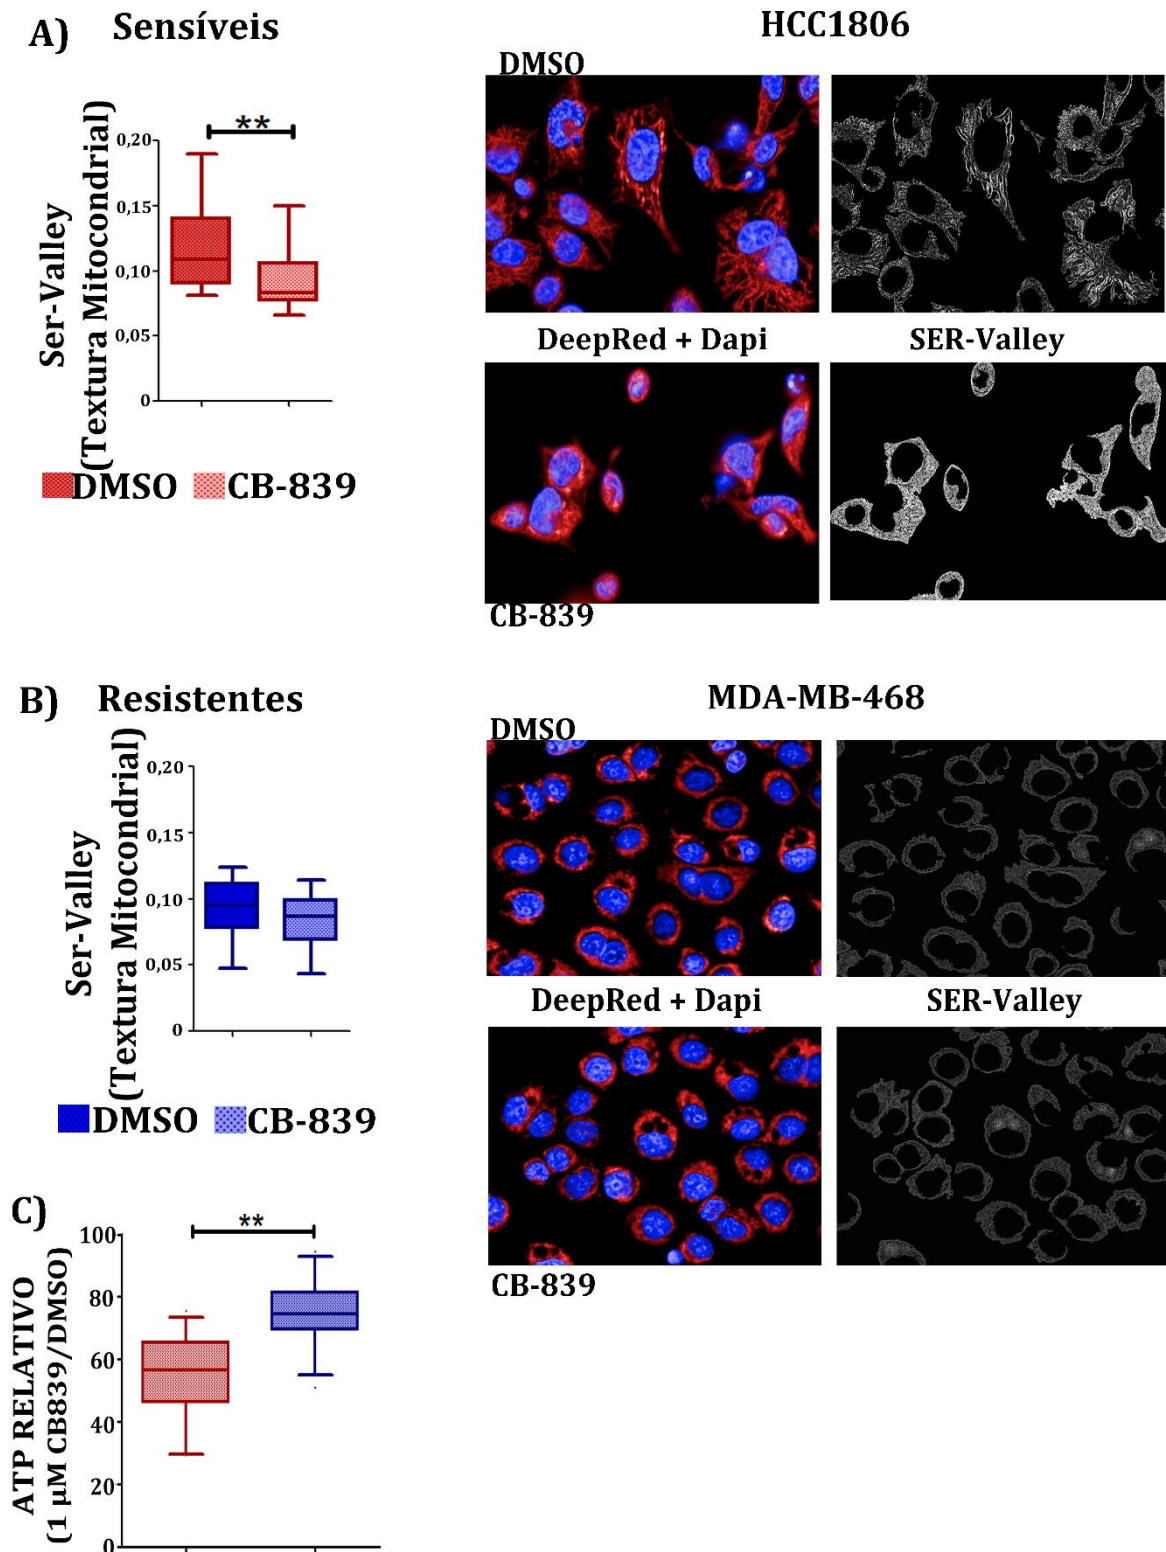 A) Sensíveis
HCC1806
DMSO
**
0,20
0,15
0,10
0,05
0
Ser-Valley
(Textura Mitocondrial)
DMSO CB-839
DeepRed + Dapi SER-Valley
CB-839
B) Resistentes
MDA-MB-468
DMSO
0,20
0,15
0,10
0,05
0
Ser-Valley
(Textura Mitocondrial)
DMSO CB-839
DeepRed + Dapi SER-Valley
CB-839
C)
**
100
80
60
40
20
0
ATP RELATIVO
(1 µM CB839/DMSO)